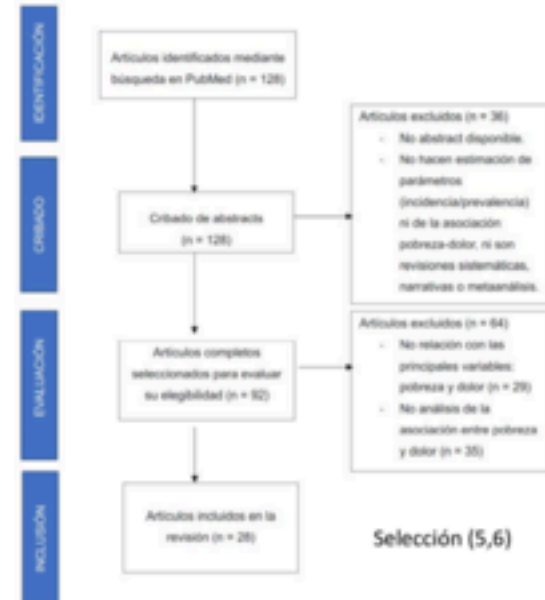 IDENTIFICACIÓN
Artículos identificados mediante
búsqueda en PubMed (n = 128)
Artículos excluidos (n = 36)
- No abstract disponible.
- No hacen estimación de
parámetros
(incidencia/prevalencia)
ni de la asociación
pobreza-dolor, ni son
revisiones sistemáticas,
narrativas o metaanálisis.
CRIBADO
Cribado de abstracts
(n = 128)
EVALUACIÓN
Artículos completos
seleccionados para evaluar
su elegibilidad (n = 92)
Artículos excluidos (n = 64)
- No relación con las
principales variables:
pobreza y dolor (n = 29)
- No análisis de la
asociación entre pobreza
y dolor (n = 35)
INCLUSIÓN
Artículos incluidos en la
revisión (n = 28)
Selección (5,6)